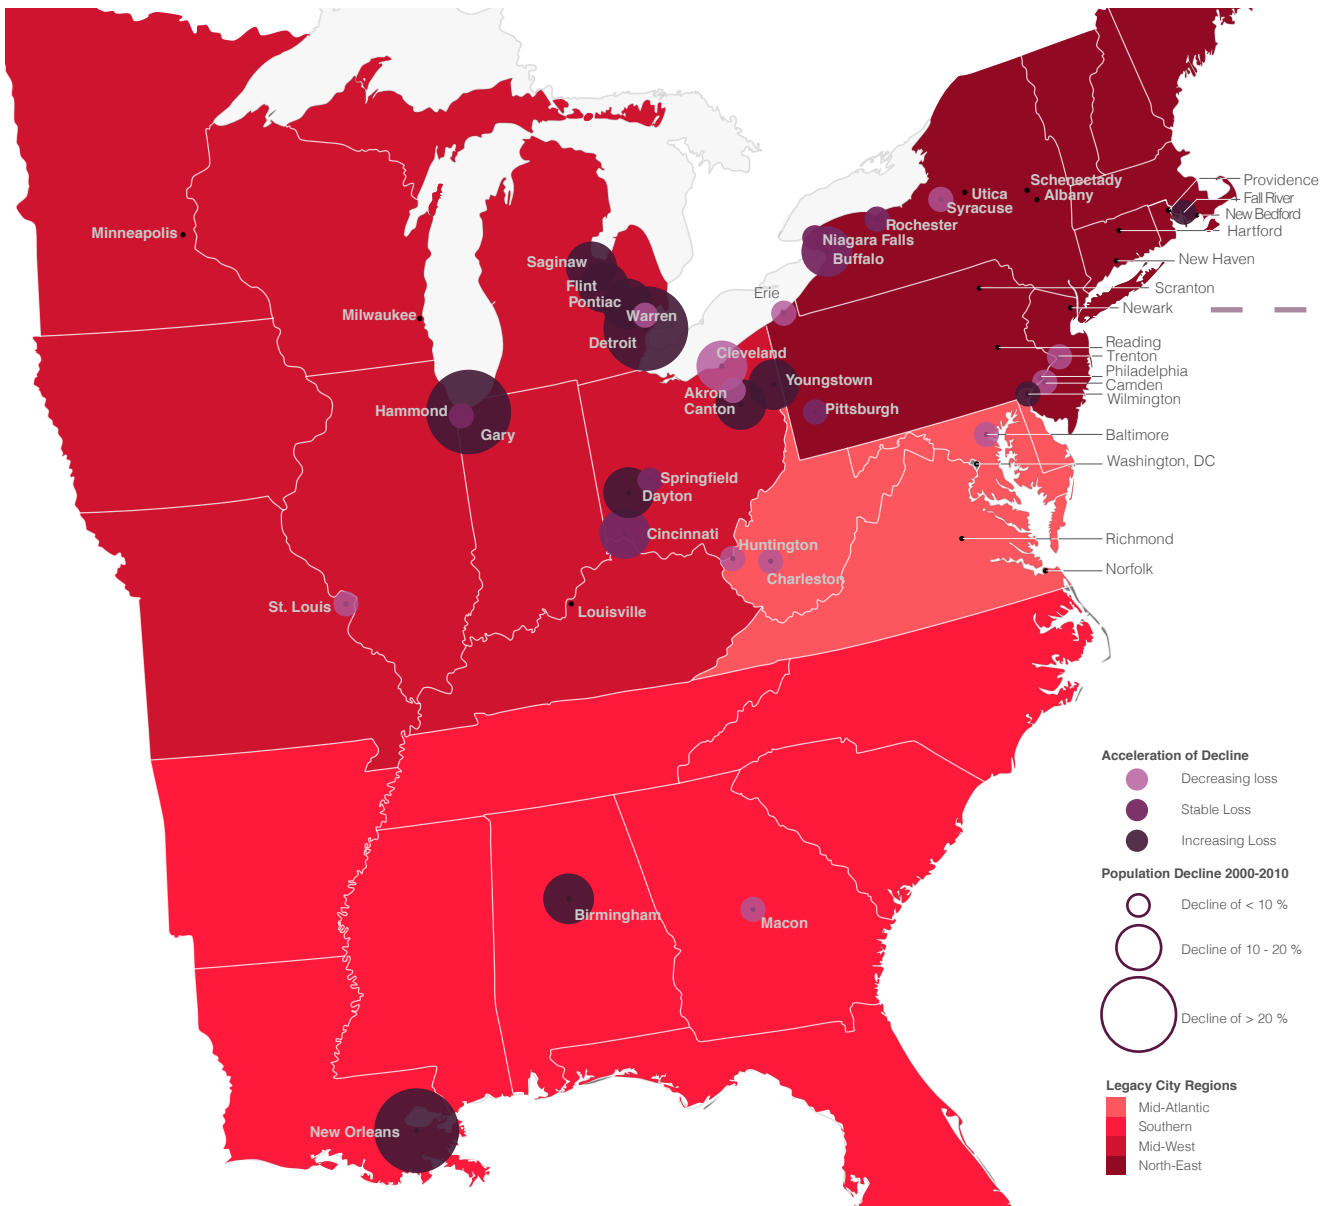 Providence
Schenectady
Utica
Albany
Fall River
Syracuse
New Bedford
Rochester
Hartford
Minneapolis
Niagara Falls
Buffalo
New Haven
Saginaw
Flint
Scranton
Erie
Pontiac
Newark
Milwaukee
Warren
Detroit
Reading
Cleveland
Trenton
Philadelphia
Youngstown
Camden
Akron
Wilmington
Canton
Hammond
Pittsburgh
Gary
Baltimore
Washington, DC
Springfield
Dayton
Cincinnati
Richmond
Huntington
Norfolk
Charleston
St. Louis
Louisville
Birmingham
Macon
New Orleans
Acceleration of Decline
Decreasing loss
Stable Loss
Increasing Loss
Population Decline 2000-2010
Decline of < 10 %
Decline of 10 - 20 %
Decline of > 20 %
Legacy City Regions
Mid-Atlantic
Southern
Mid-West
North-East